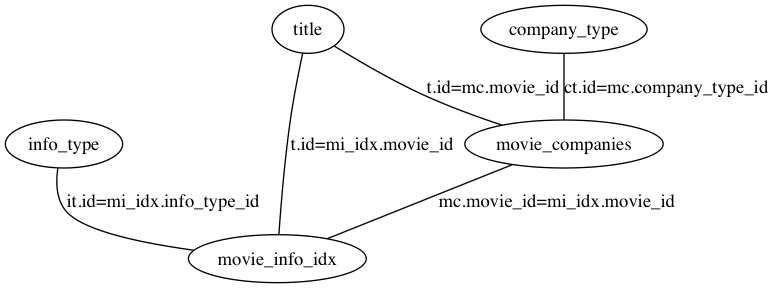 title
company_type
t.id=mc.movie_id
ct.id=mc.company_type_id
info_type
t.id=mi_idx.movie_id
movie_companies
it.id=mi_idx.info_type_id
mc.movie_id=mi_idx.movie_id
movie_info_idx